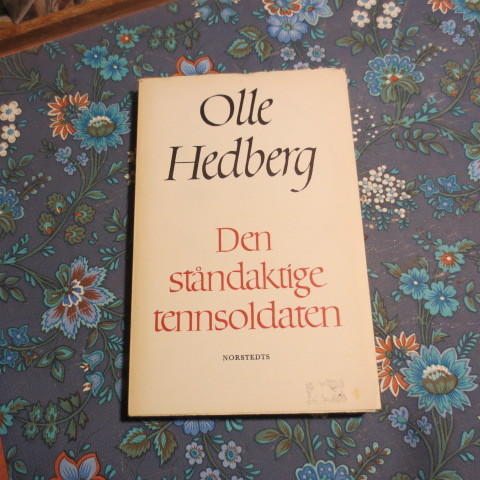 Olle
Hedberg
Den
ståndaktige
tennsoldaten
NORSTEDTS